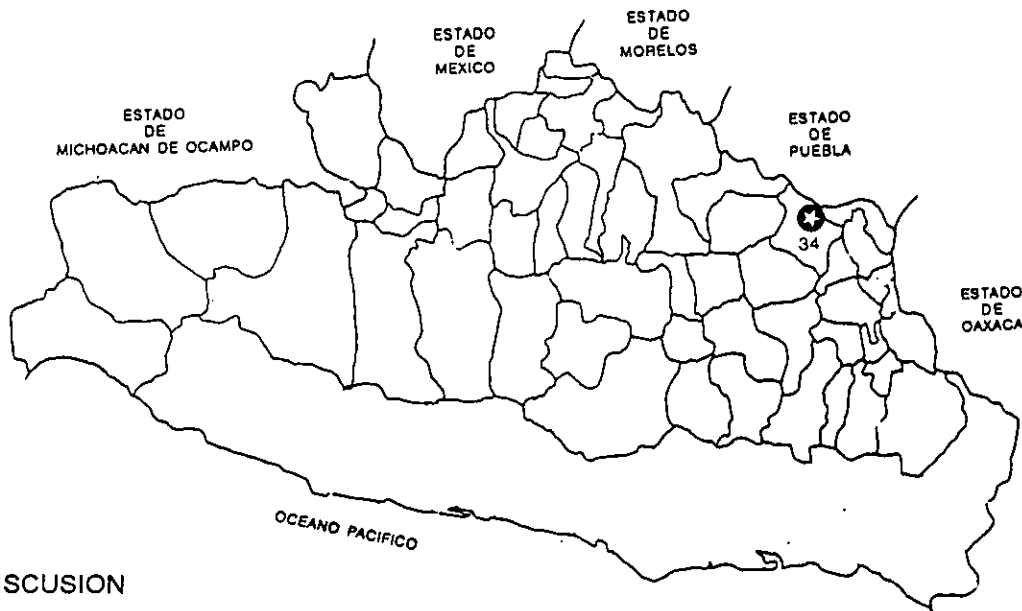 ESTADO
DE
MEXICO
ESTADO
DE
MORELOS
ESTADO
DE
MICHOACAN DE OCAMPO
ESTADO
DE
PUEBLA
34
ESTADO
DE
OAXACA
OCEANO PACIFICO
SCUSION